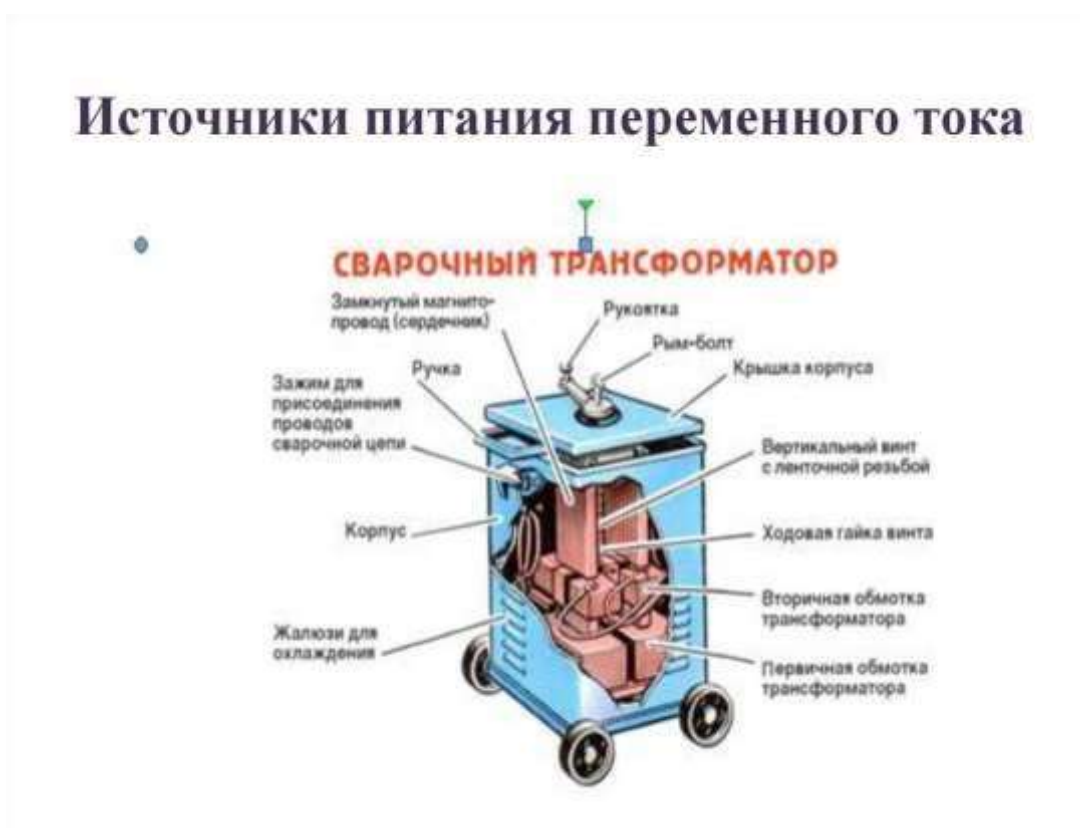 Источники питания переменного тока
СВАРОЧНЫЙ ТРАНСФОРМАТОР
Замкнутый магнито-
провод (сердечник)
Рукоятка
Рым-болт
Ручка
Крышка корпуса
Зажим для
присоединения
проводов
сварочной цепи
Вертикальный винт
с ленточной резьбой
Корпус
Ходовая гайка винта
Вторичная обмотка
трансформатора
Жалюзи для
охлаждения
Первичная обмотка
трансформатора